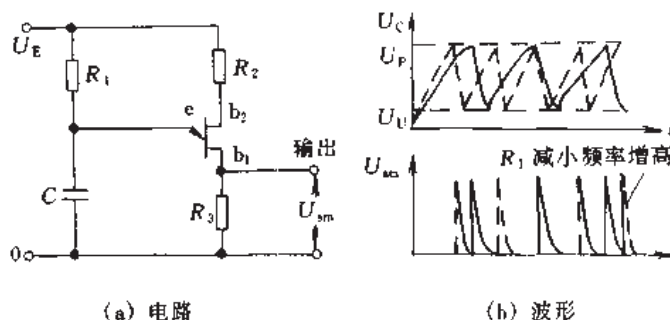 U_E
R_1
R_2
e
b_2
b_1
输出
C
R_3
U_sm
0
(a) 电路
U_C
U_P
U_U
t
U_sm
R_1 减小频率增高
(b) 波形